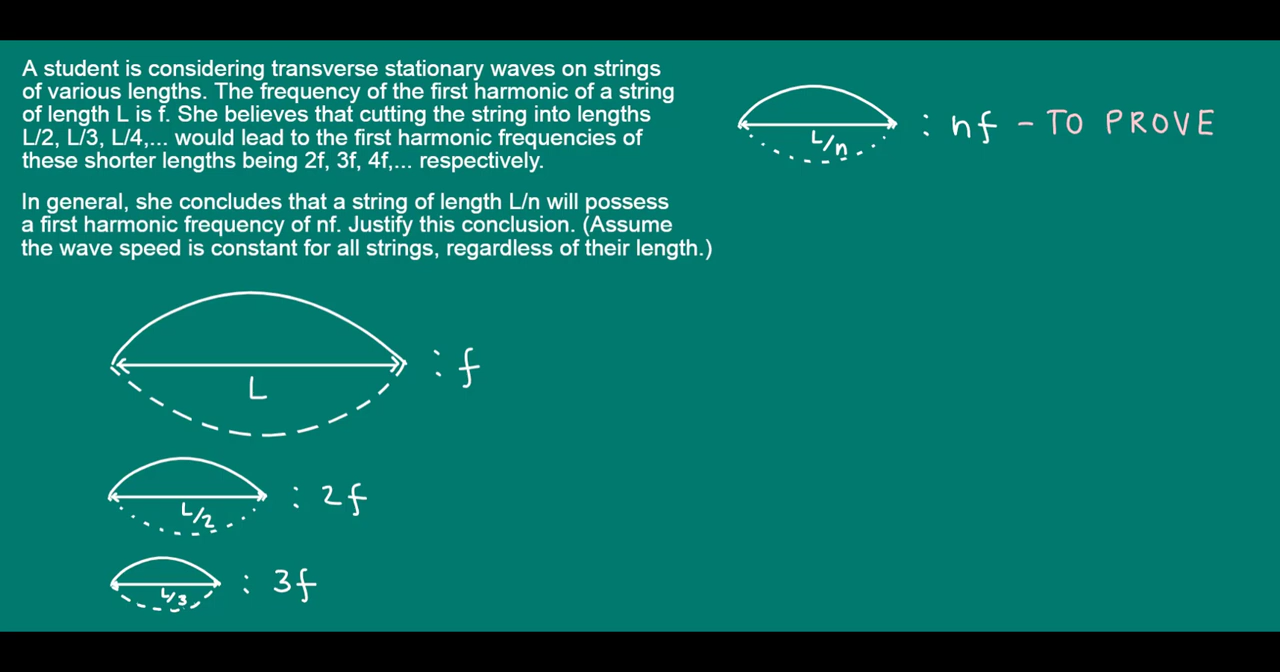 A student is considering transverse stationary waves on strings
of various lengths. The frequency of the first harmonic of a string
of length L is f. She believes that cutting the string into lengths
L/2, L/3, L/4,... would lead to the first harmonic frequencies of
these shorter lengths being 2f, 3f, 4f,... respectively.
In general, she concludes that a string of length L/n will possess
a first harmonic frequency of nf. Justify this conclusion. (Assume
the wave speed is constant for all strings, regardless of their length.)
L : f
L/2 : 2f
L/3 : 3f
L/n : nf - TO PROVE